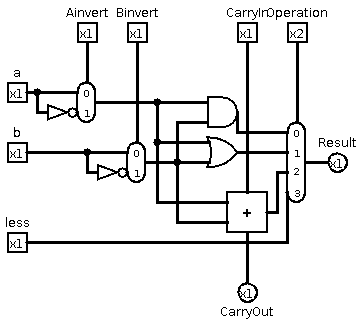 Ainvert Binvert CarryIn Operation
x1 x1 x1 x2
a
x1 0
1
b
x1 0
1
0
1
2
3
Result
x1
+
less
x1
x1
CarryOut